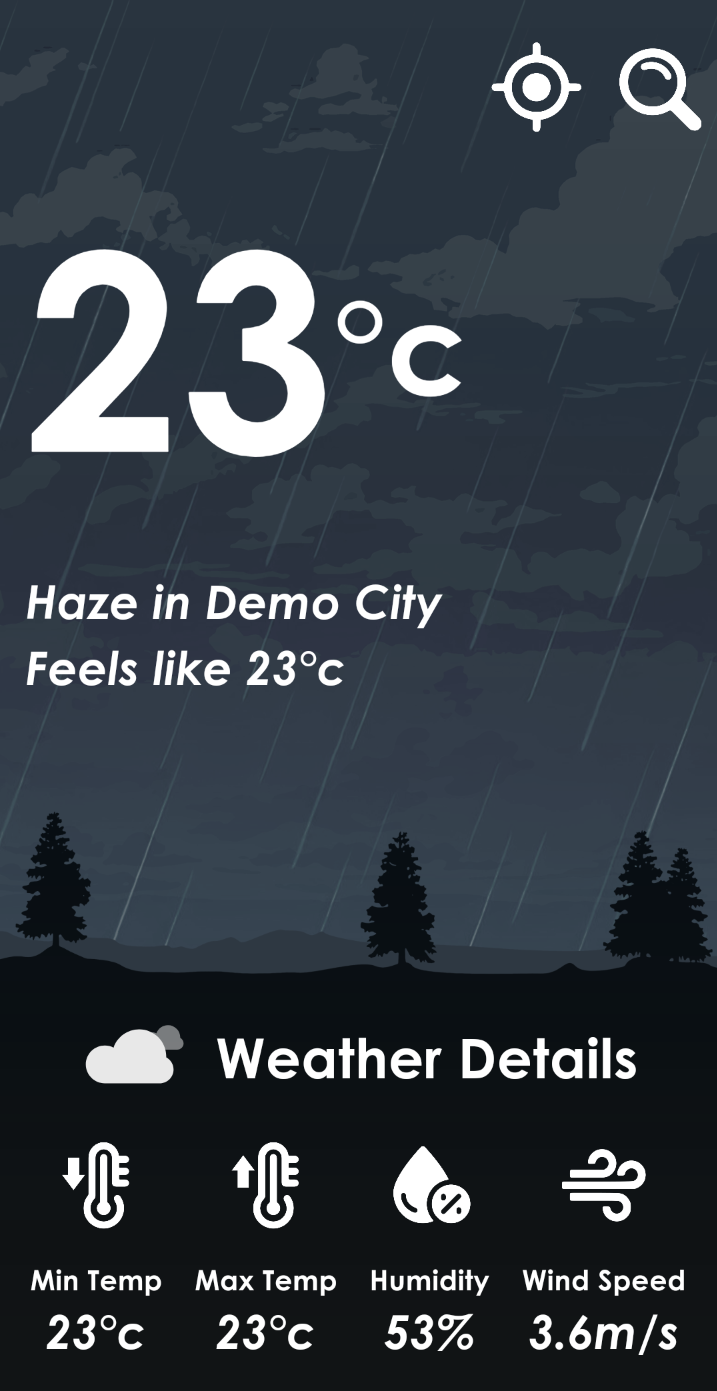 23°c
Haze in Demo City
Feels like 23°c
Weather Details
Min Temp Max Temp Humidity Wind Speed
23°c 23°c 53% 3.6m/s